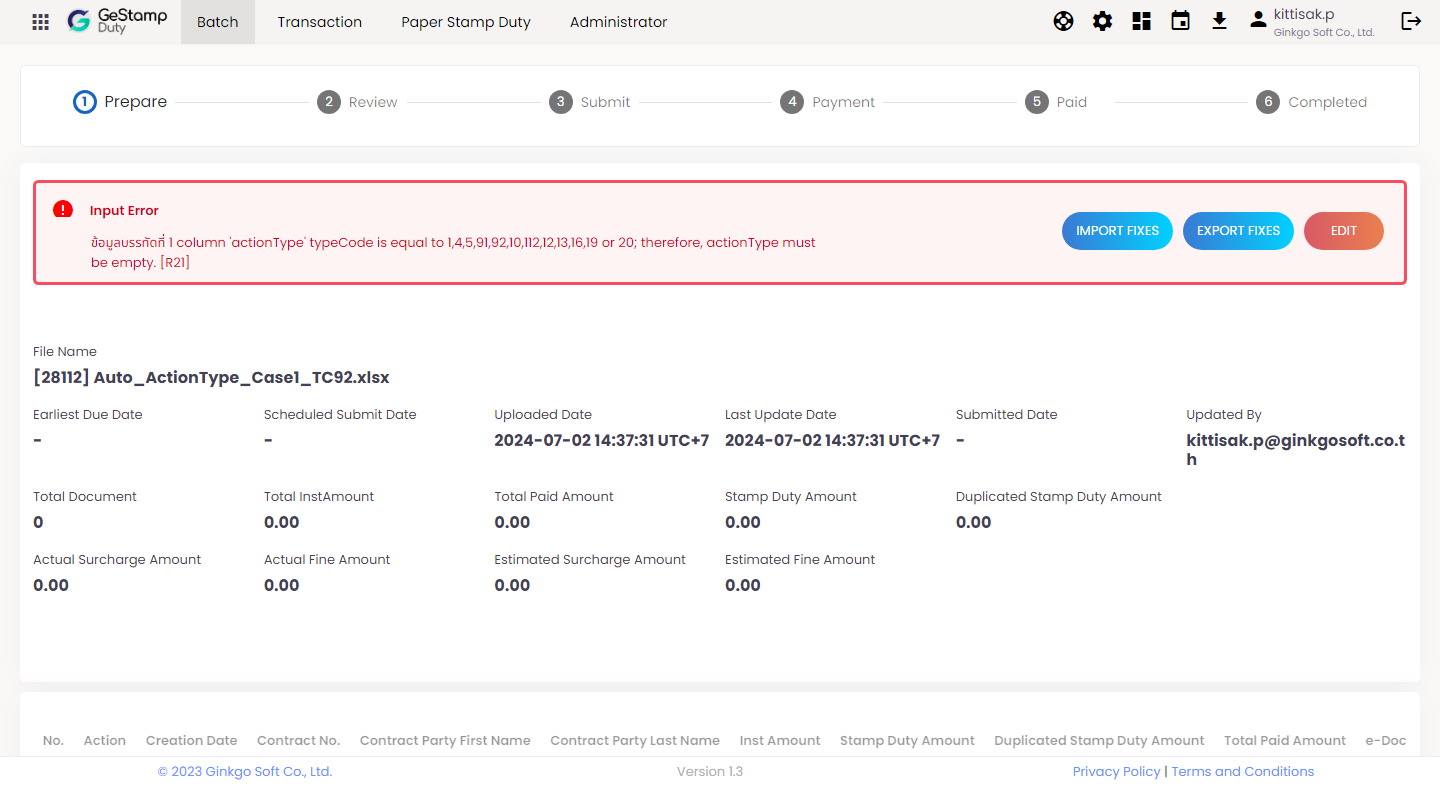 GeStamp
Duty
Batch
Transaction
Paper Stamp Duty
Administrator
kittisak.p
Ginkgo Soft Co., Ltd.
1 Prepare
2 Review
3 Submit
4 Payment
5 Paid
6 Completed
Input Error
ข้อมูลบรรทัดที่ 1 column 'actionType' typeCode is equal to 1,4,5,91,92,10,112,12,13,16,19 or 20; therefore, actionType must
be empty. [R21]
IMPORT FIXES
EXPORT FIXES
EDIT
File Name
[28112] Auto_ActionType_Case1_TC92.xlsx
Earliest Due Date
-
Scheduled Submit Date
-
Uploaded Date
2024-07-02 14:37:31 UTC+7
Last Update Date
2024-07-02 14:37:31 UTC+7
Submitted Date
-
Updated By
kittisak.p@ginkgosoft.co.t
h
Total Document
0
Total InstAmount
0.00
Total Paid Amount
0.00
Stamp Duty Amount
0.00
Duplicated Stamp Duty Amount
0.00
Actual Surcharge Amount
0.00
Actual Fine Amount
0.00
Estimated Surcharge Amount
0.00
Estimated Fine Amount
0.00
No. Action Creation Date Contract No. Contract Party First Name Contract Party Last Name Inst Amount Stamp Duty Amount Duplicated Stamp Duty Amount Total Paid Amount e-Doc
© 2023 Ginkgo Soft Co., Ltd.
Version 1.3
Privacy Policy | Terms and Conditions